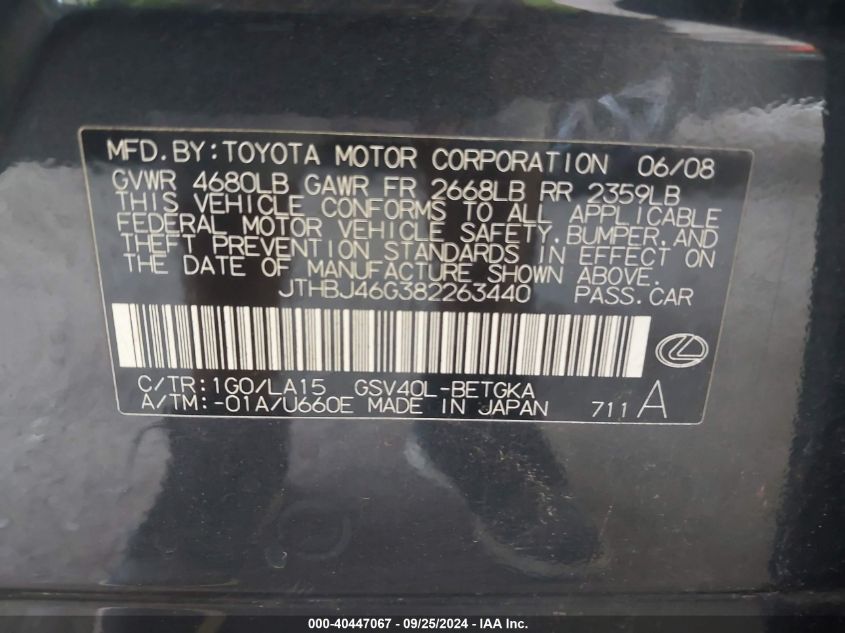 MFD.BY:TOYOTA MOTOR CORPORATION 06/08
GVWR 4680LB GAWR FR 2668LB RR 2359LB
THIS VEHICLE CONFORMS TO ALL APPLICABLE
FEDERAL MOTOR VEHICLE SAFETY,BUMPER,AND
THEFT PREVENTION STANDARDS IN EFFECT ON
THE DATE OF MANUFACTURE SHOWN ABOVE.
JTHBJ46G382263440 PASS.CAR
C/TR:1G0/LA15 GSV40L-BETGKA
A/TM:-01A/U660E MADE IN JAPAN 711A
000-40447067 - 09/25/2024 - IAA Inc.